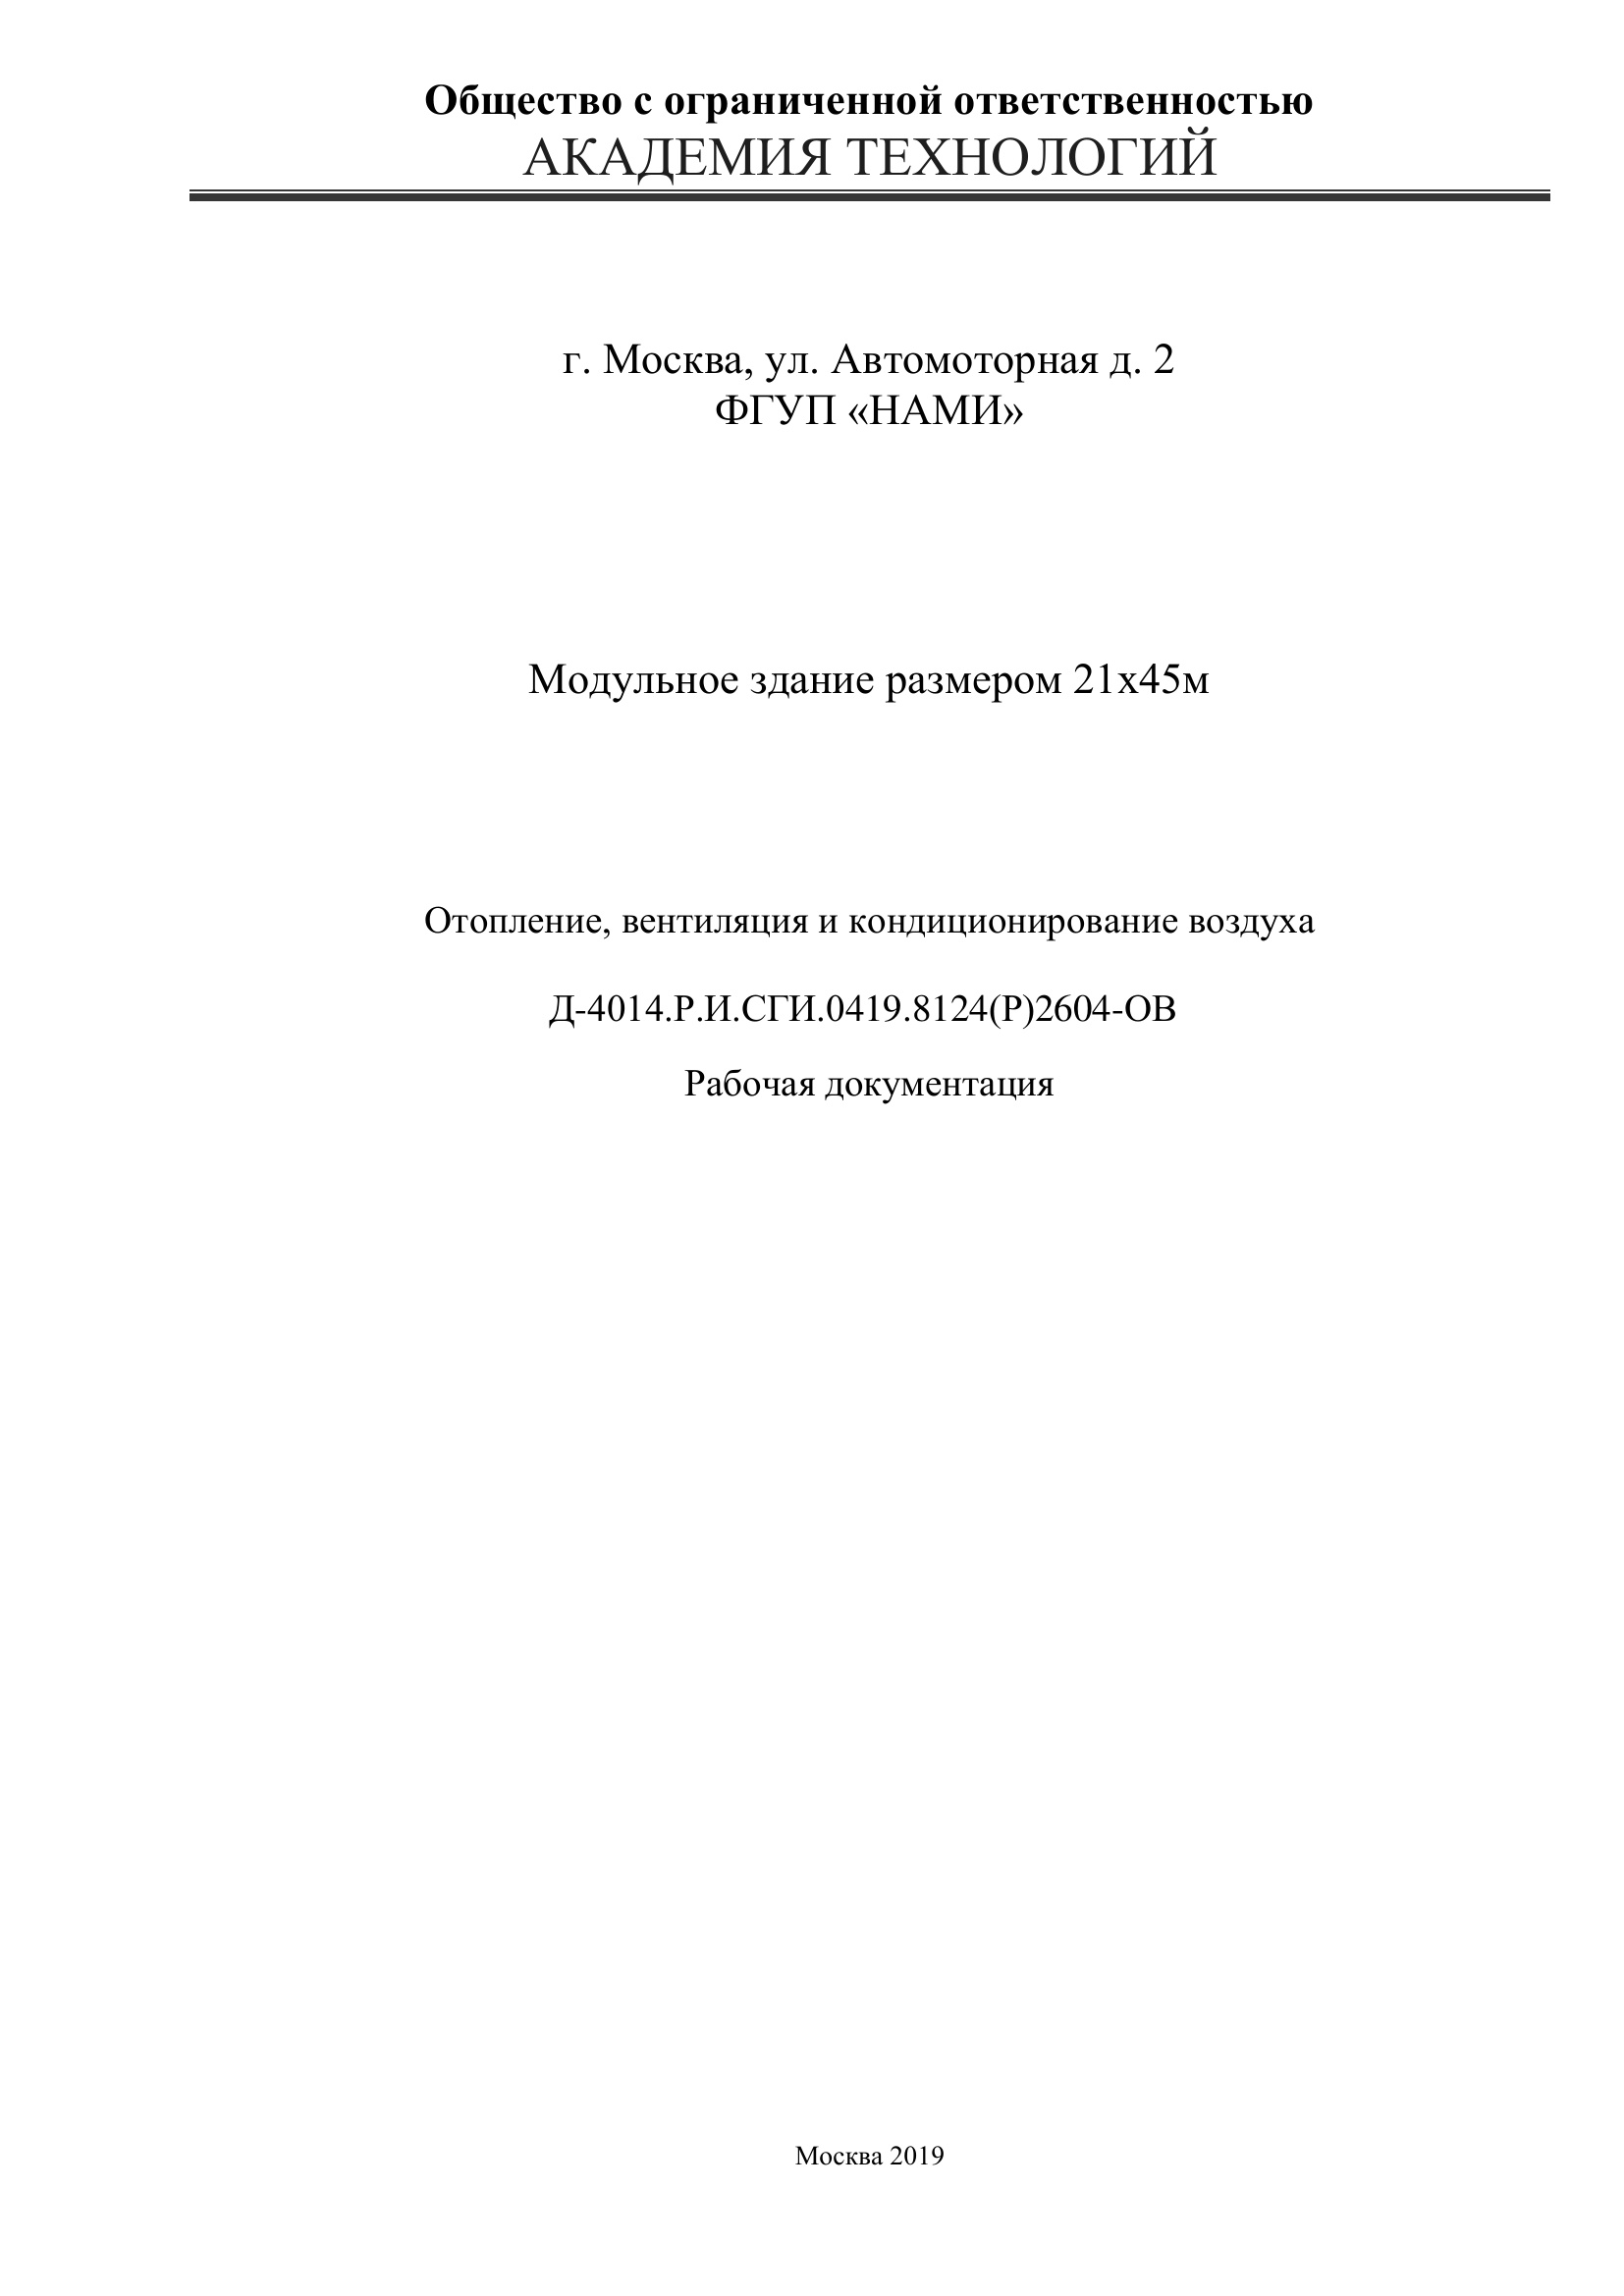 Общество с ограниченной ответственностью
АКАДЕМИЯ ТЕХНОЛОГИЙ
г. Москва, ул. Автомоторная д. 2
ФГУП «НАМИ»
Модульное здание размером 21х45м
Отопление, вентиляция и кондиционирование воздуха
Д-4014.Р.И.СГИ.0419.8124(Р)2604-ОВ
Рабочая документация
Москва 2019